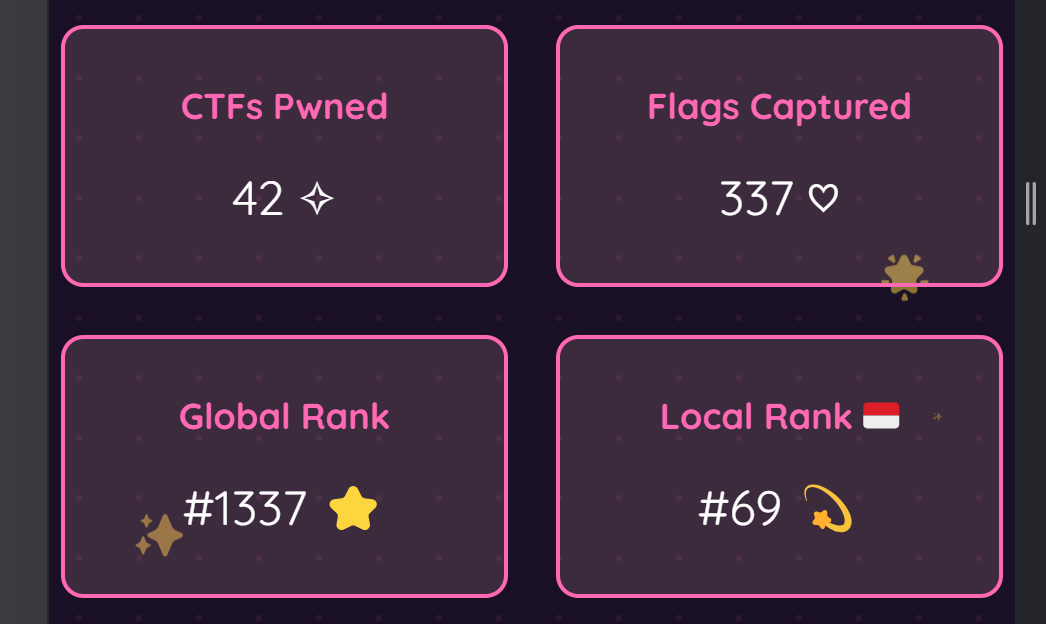 CTFs Pwned
42 ✧
Flags Captured
337 ♡
Global Rank
#1337 ⭐
Local Rank 🇮🇩
#69 💫